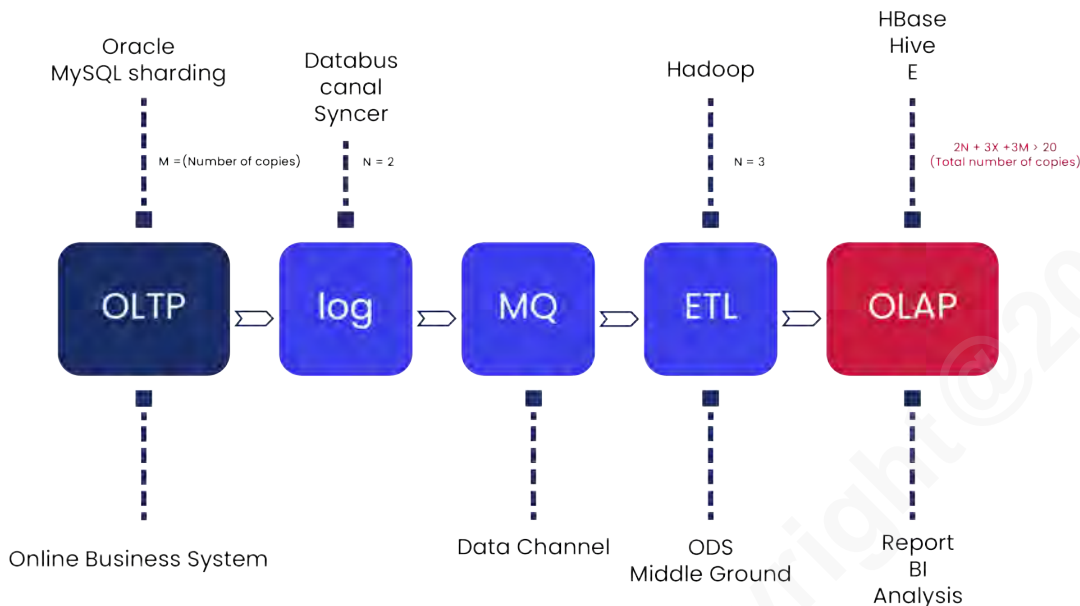 Oracle
MySQL sharding
Databus
canal
Syncer
Hadoop
HBase
Hive
E
M =(Number of copies)
N = 2
N = 3
2N + 3X +3M > 20
(Total number of copies)
OLTP
log
MQ
ETL
OLAP
Online Business System
Data Channel
ODS
Middle Ground
Report
BI
Analysis
right@20